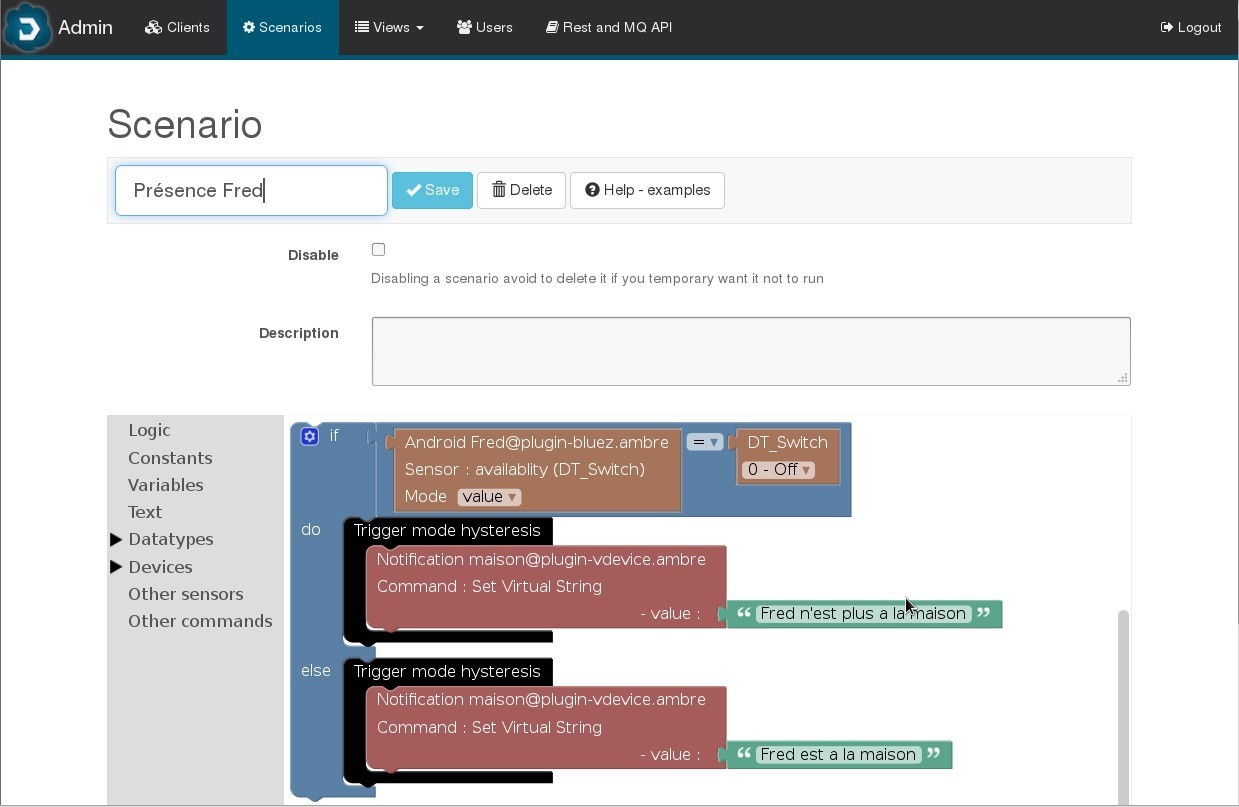 Admin Clients Scenarios Views Users Rest and MQ API Logout
Scenario
Présence Fred Save Delete Help - examples
Disable
Disabling a scenario avoid to delete it if you temporary want it not to run
Description
Logic
Constants
Variables
Text
Datatypes
Devices
Other sensors
Other commands
if
Android Fred@plugin-bluez.ambre = DT_Switch
Sensor : availablity (DT_Switch) 0 - Off
Mode value
do Trigger mode hysteresis
Notification maison@plugin-vdevice.ambre
Command : Set Virtual String
- value : “ Fred n'est plus a la maison ”
else Trigger mode hysteresis
Notification maison@plugin-vdevice.ambre
Command : Set Virtual String
- value : “ Fred est a la maison ”